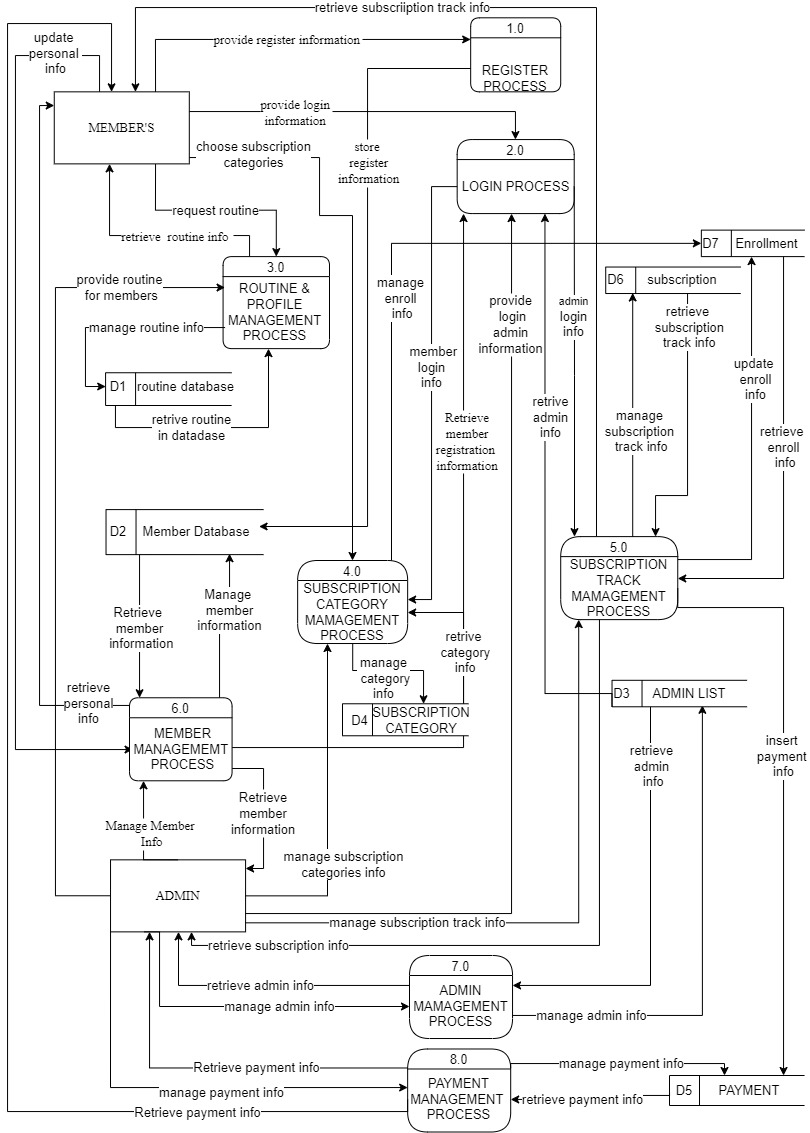 retrieve subscriiption track info
update
personal
info
provide register information
1.0
REGISTER
PROCESS
MEMBER'S
provide login
information
choose subscription
categories
store
register
information
2.0
LOGIN PROCESS
request routine
retrieve routine info
D7
Enrollment
3.0
ROUTINE &
PROFILE
MANAGEMENT
PROCESS
provide routine
for members
manage routine info
D6
subscription
manage
enroll
info
provide
login
admin
information
admin
login
info
retrieve
subscription
track info
member
login
info
update
enroll
info
D1
routine database
retrive routine
in datadase
retrive
admin
info
Retrieve
member
registration
information
manage
subscription
track info
retrieve
enroll
info
D2
Member Database
4.0
SUBSCRIPTION
CATEGORY
MAMAGEMENT
PROCESS
5.0
SUBSCRIPTION
TRACK
MAMAGEMENT
PROCESS
Retrieve
member
information
Manage
member
information
retrive
category
info
manage
category
info
retrieve
personal
info
6.0
MEMBER
MANAGEMEMT
PROCESS
D4
SUBSCRIPTION
CATEGORY
D3
ADMIN LIST
retrieve
admin
info
insert
payment
info
Retrieve
member
information
Manage Member
Info
manage subscription
categories info
ADMIN
manage subscription track info
retrieve subscription info
7.0
ADMIN
MAMAGEMENT
PROCESS
retrieve admin info
manage admin info
manage admin info
8.0
PAYMENT
MANAGEMENT
PROCESS
Retrieve payment info
manage payment info
Retrieve payment info
manage payment info
retrieve payment info
D5
PAYMENT